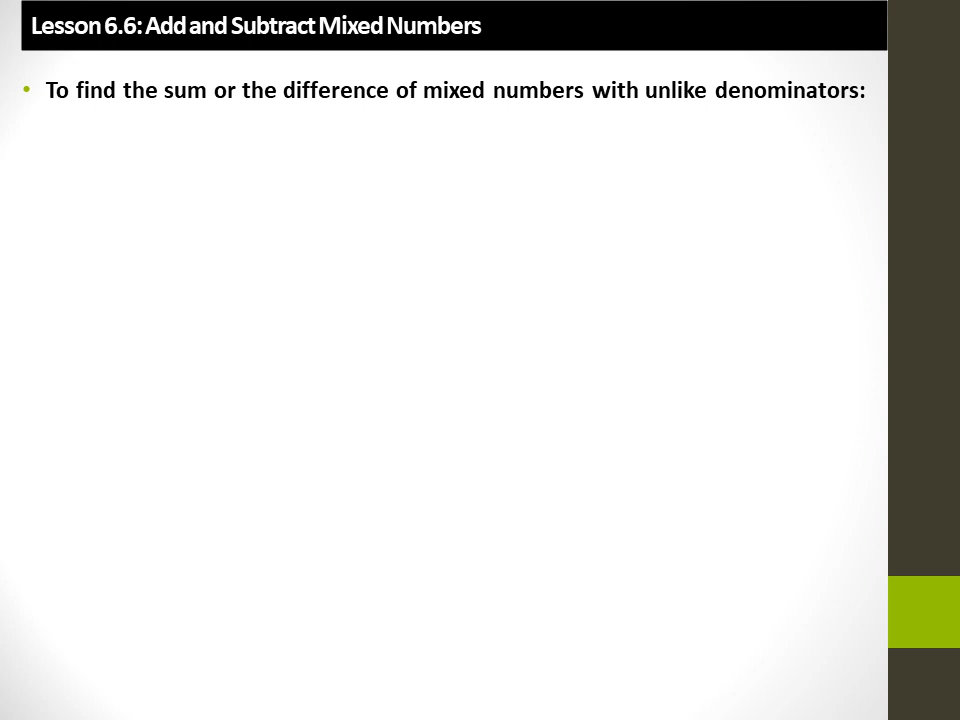 Lesson 6.6: Add and Subtract Mixed Numbers
• To find the sum or the difference of mixed numbers with unlike denominators: